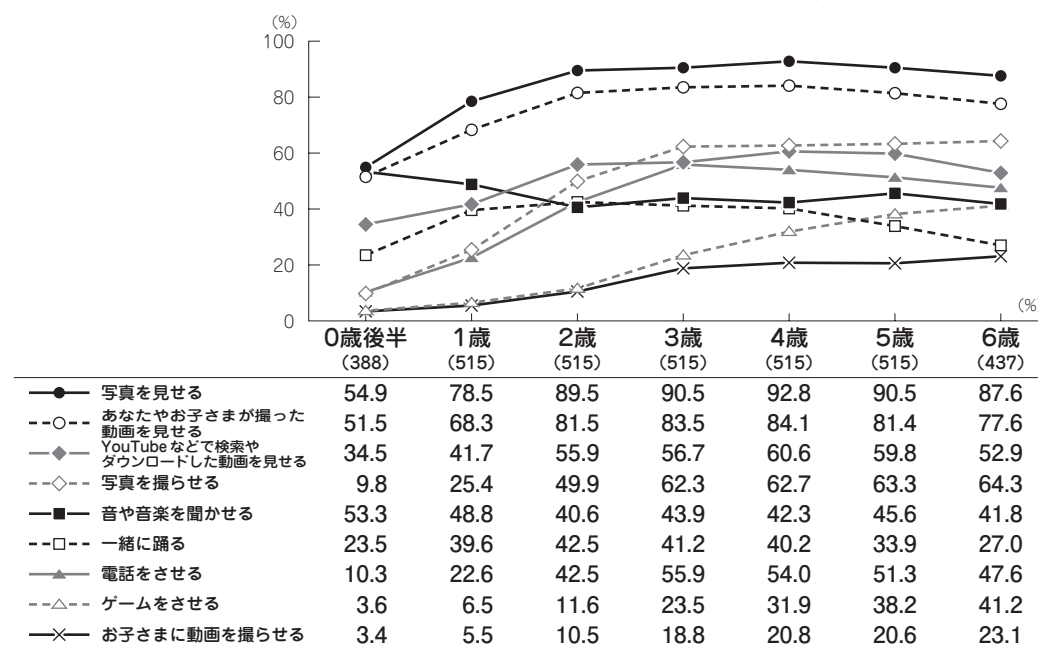 (%)
100
80
60
40
20
0
(%)
0歳後半 1歳 2歳 3歳 4歳 5歳 6歳
(388) (515) (515) (515) (515) (515) (437)
写真を見せる 54.9 78.5 89.5 90.5 92.8 90.5 87.6
あなたやお子さまが撮った
動画を見せる 51.5 68.3 81.5 83.5 84.1 81.4 77.6
YouTubeなどで検索や
ダウンロードした動画を見せる 34.5 41.7 55.9 56.7 60.6 59.8 52.9
写真を撮らせる 9.8 25.4 49.9 62.3 62.7 63.3 64.3
音や音楽を聞かせる 53.3 48.8 40.6 43.9 42.3 45.6 41.8
一緒に踊る 23.5 39.6 42.5 41.2 40.2 33.9 27.0
電話をさせる 10.3 22.6 42.5 55.9 54.0 51.3 47.6
ゲームをさせる 3.6 6.5 11.6 23.5 31.9 38.2 41.2
お子さまに動画を撮らせる 3.4 5.5 10.5 18.8 20.8 20.6 23.1